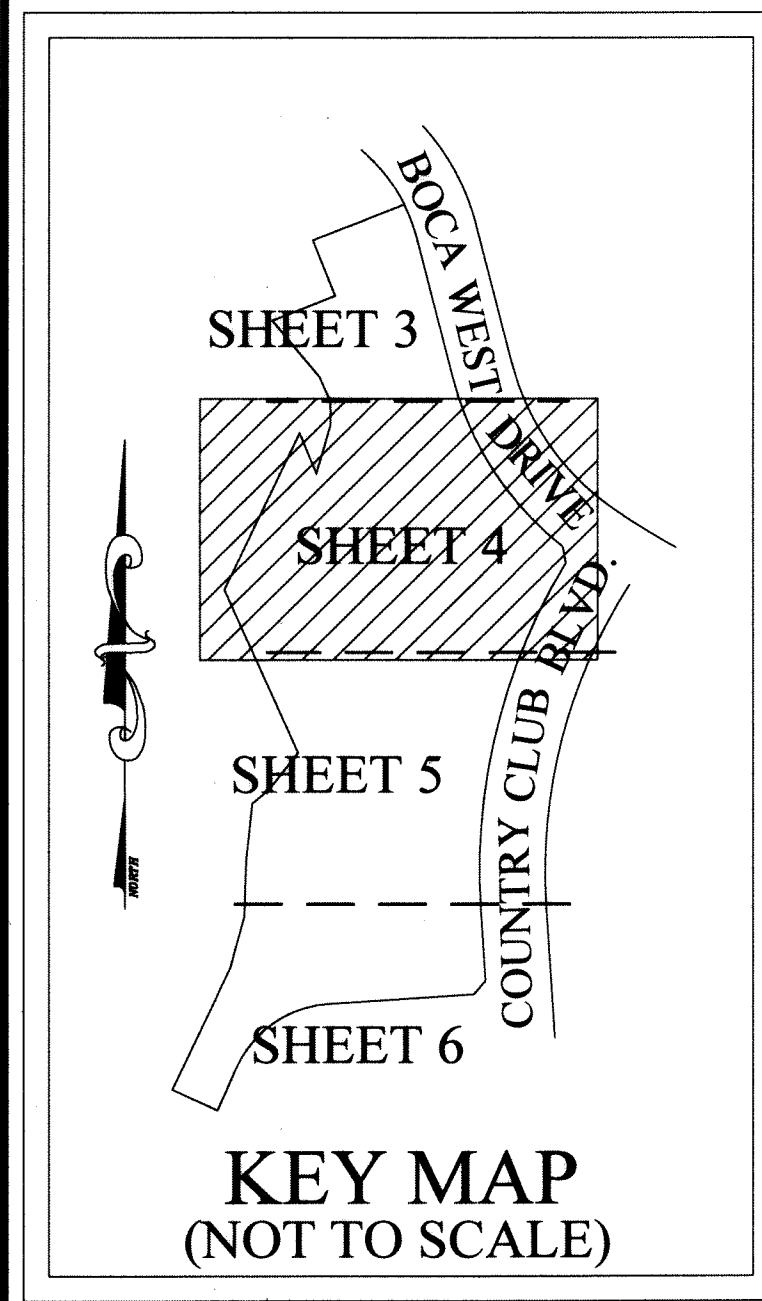 BOCA WEST DRIVE
SHEET 3
SHEET 4
COUNTRY CLUB BLVD.
SHEET 5
NORTH
SHEET 6
KEY MAP
(NOT TO SCALE)